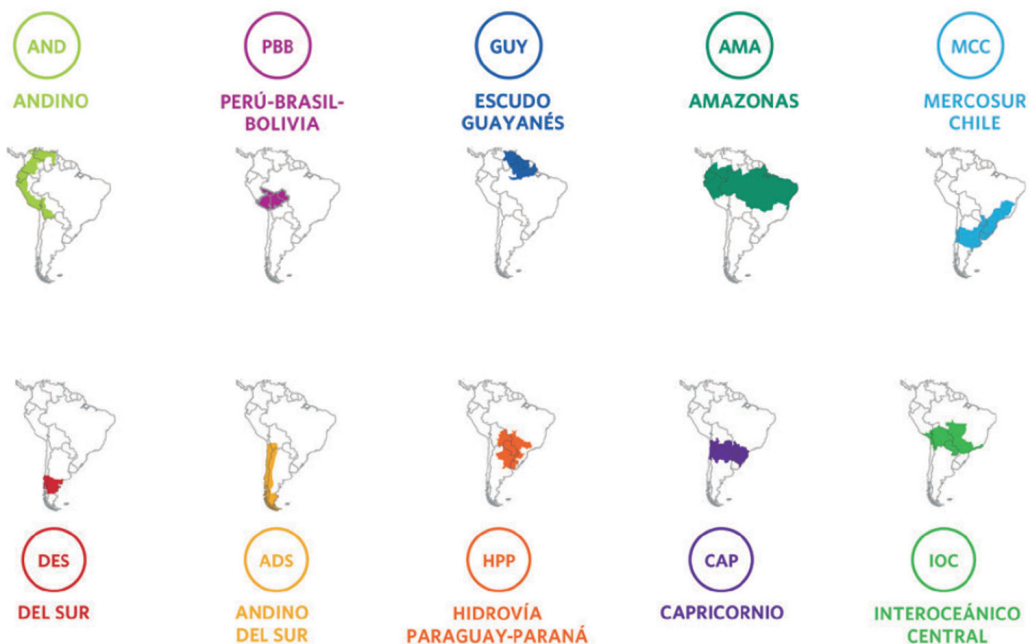 AND
ANDINO
PBB
PERÚ-BRASIL-
BOLIVIA
GUY
ESCUDO
GUAYANÉS
AMA
AMAZONAS
MCC
MERCOSUR
CHILE
DES
DEL SUR
ADS
ANDINO
DEL SUR
HPP
HIDROVÍA
PARAGUAY-PARANÁ
CAP
CAPRICORNIO
IOC
INTEROCEÁNICO
CENTRAL